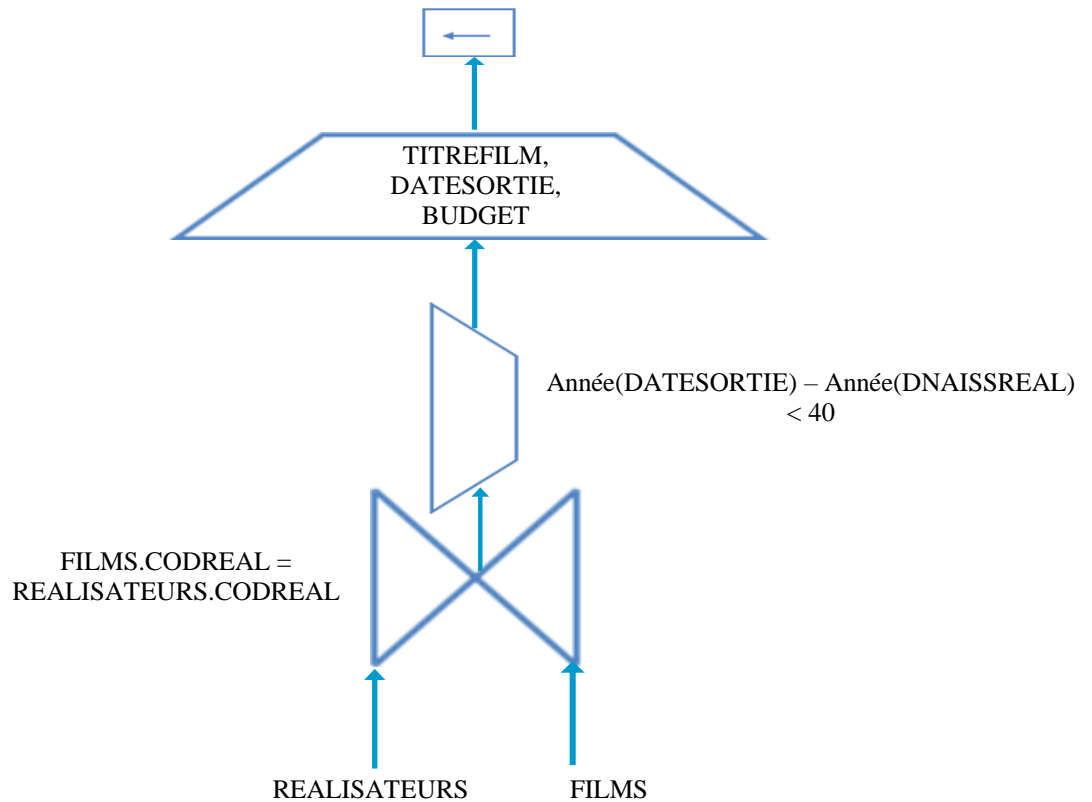 TITREFILM,
DATESORTIE,
BUDGET
Année(DATESORTIE) – Année(DNAISSREAL)
< 40
FILMS.CODREAL =
REALISATEURS.CODREAL
REALISATEURS
FILMS